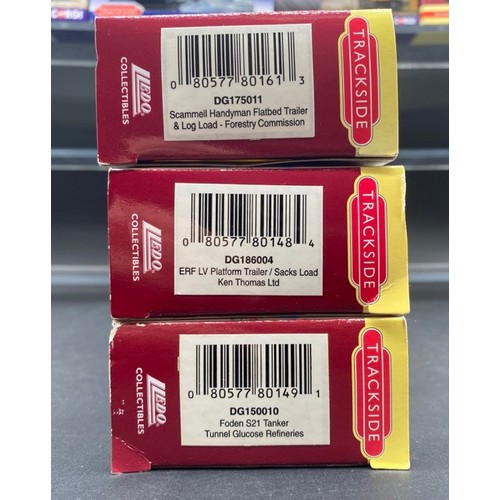 LLEDO
COLLECTIBLES
0 80577 80161 3
DG175011
Scammell Handyman Flatbed Trailer
& Log Load - Forestry Commission
TRACKSIDE
LLEDO
COLLECTIBLES
0 80577 80148 4
DG186004
ERF LV Platform Trailer / Sacks Load
Ken Thomas Ltd
TRACKSIDE
LLEDO
COLLECTIBLES
0 80577 80149 1
DG150010
Foden S21 Tanker
Tunnel Glucose Refineries
TRACKSIDE